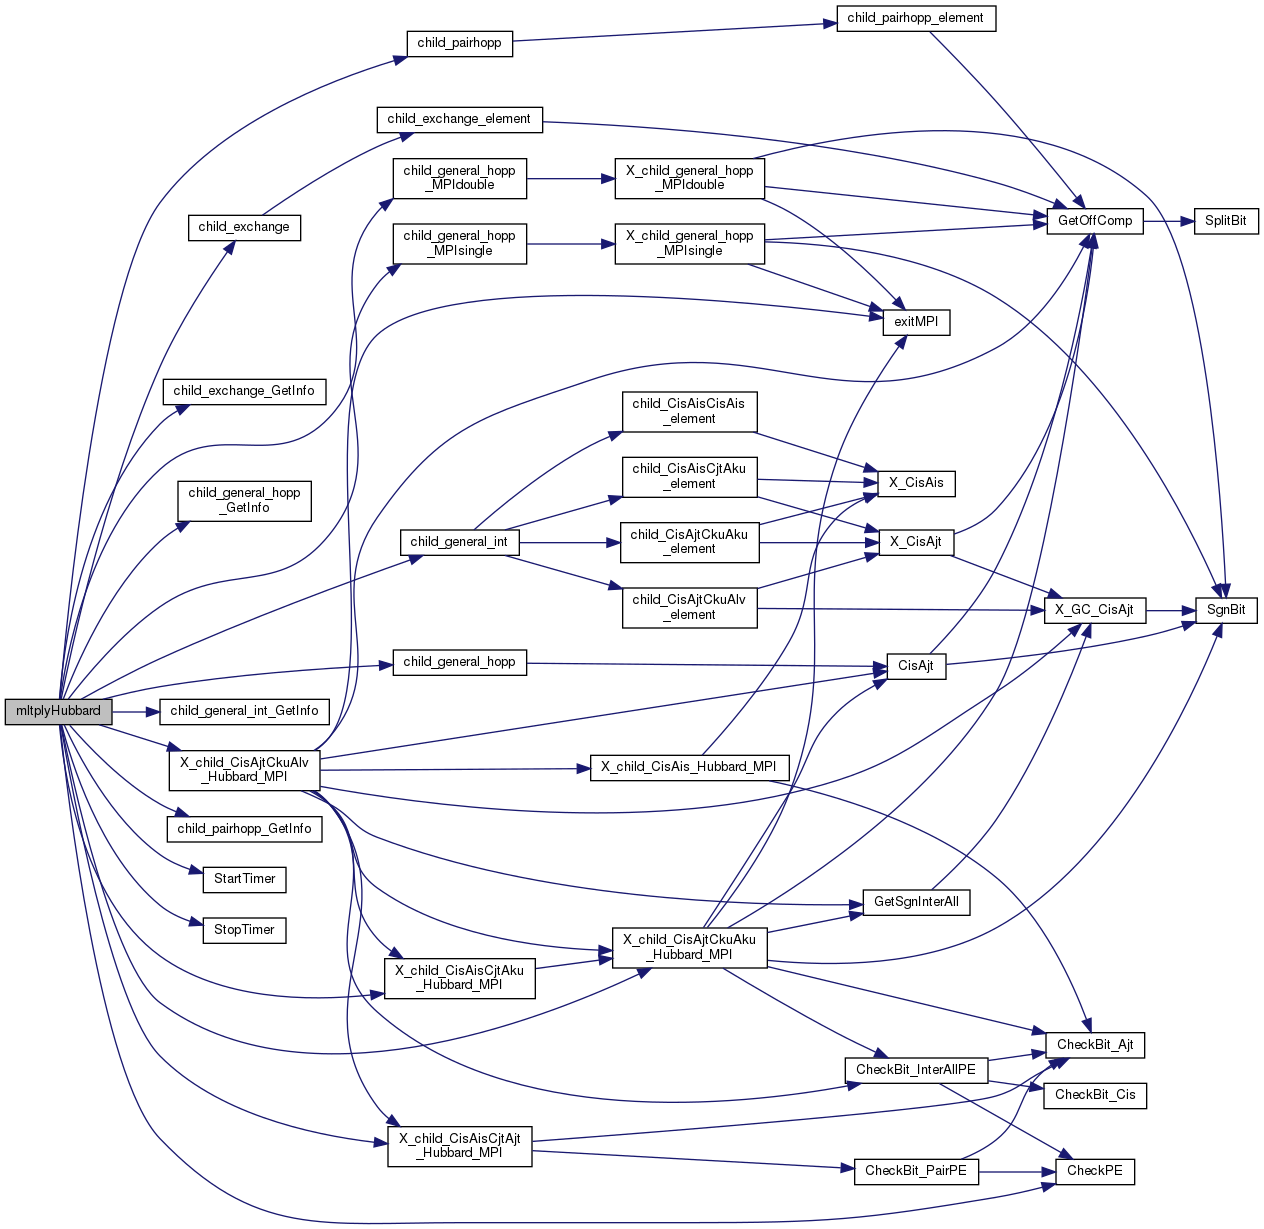 child_pairhopp_element
child_pairhopp
child_exchange_element
child_general_hopp
_MPIdouble
X_child_general_hopp
_MPIdouble
child_exchange
GetOffComp
SplitBit
child_general_hopp
_MPIsingle
X_child_general_hopp
_MPIsingle
exitMPI
child_exchange_GetInfo
child_CisAisCisAis
_element
child_general_hopp
_GetInfo
child_CisAisCjtAku
_element
X_CisAis
child_general_int
child_CisAjtCkuAku
_element
X_CisAjt
child_CisAjtCkuAlv
_element
X_GC_CisAjt
SgnBit
child_general_hopp
CisAjt
mltplyHubbard
child_general_int_GetInfo
X_child_CisAjtCkuAlv
_Hubbard_MPI
X_child_CisAis_Hubbard_MPI
child_pairhopp_GetInfo
StartTimer
GetSgnInterAll
StopTimer
X_child_CisAjtCkuAku
_Hubbard_MPI
X_child_CisAisCjtAku
_Hubbard_MPI
CheckBit_Ajt
CheckBit_InterAllPE
CheckBit_Cis
X_child_CisAisCjtAjt
_Hubbard_MPI
CheckBit_PairPE
CheckPE